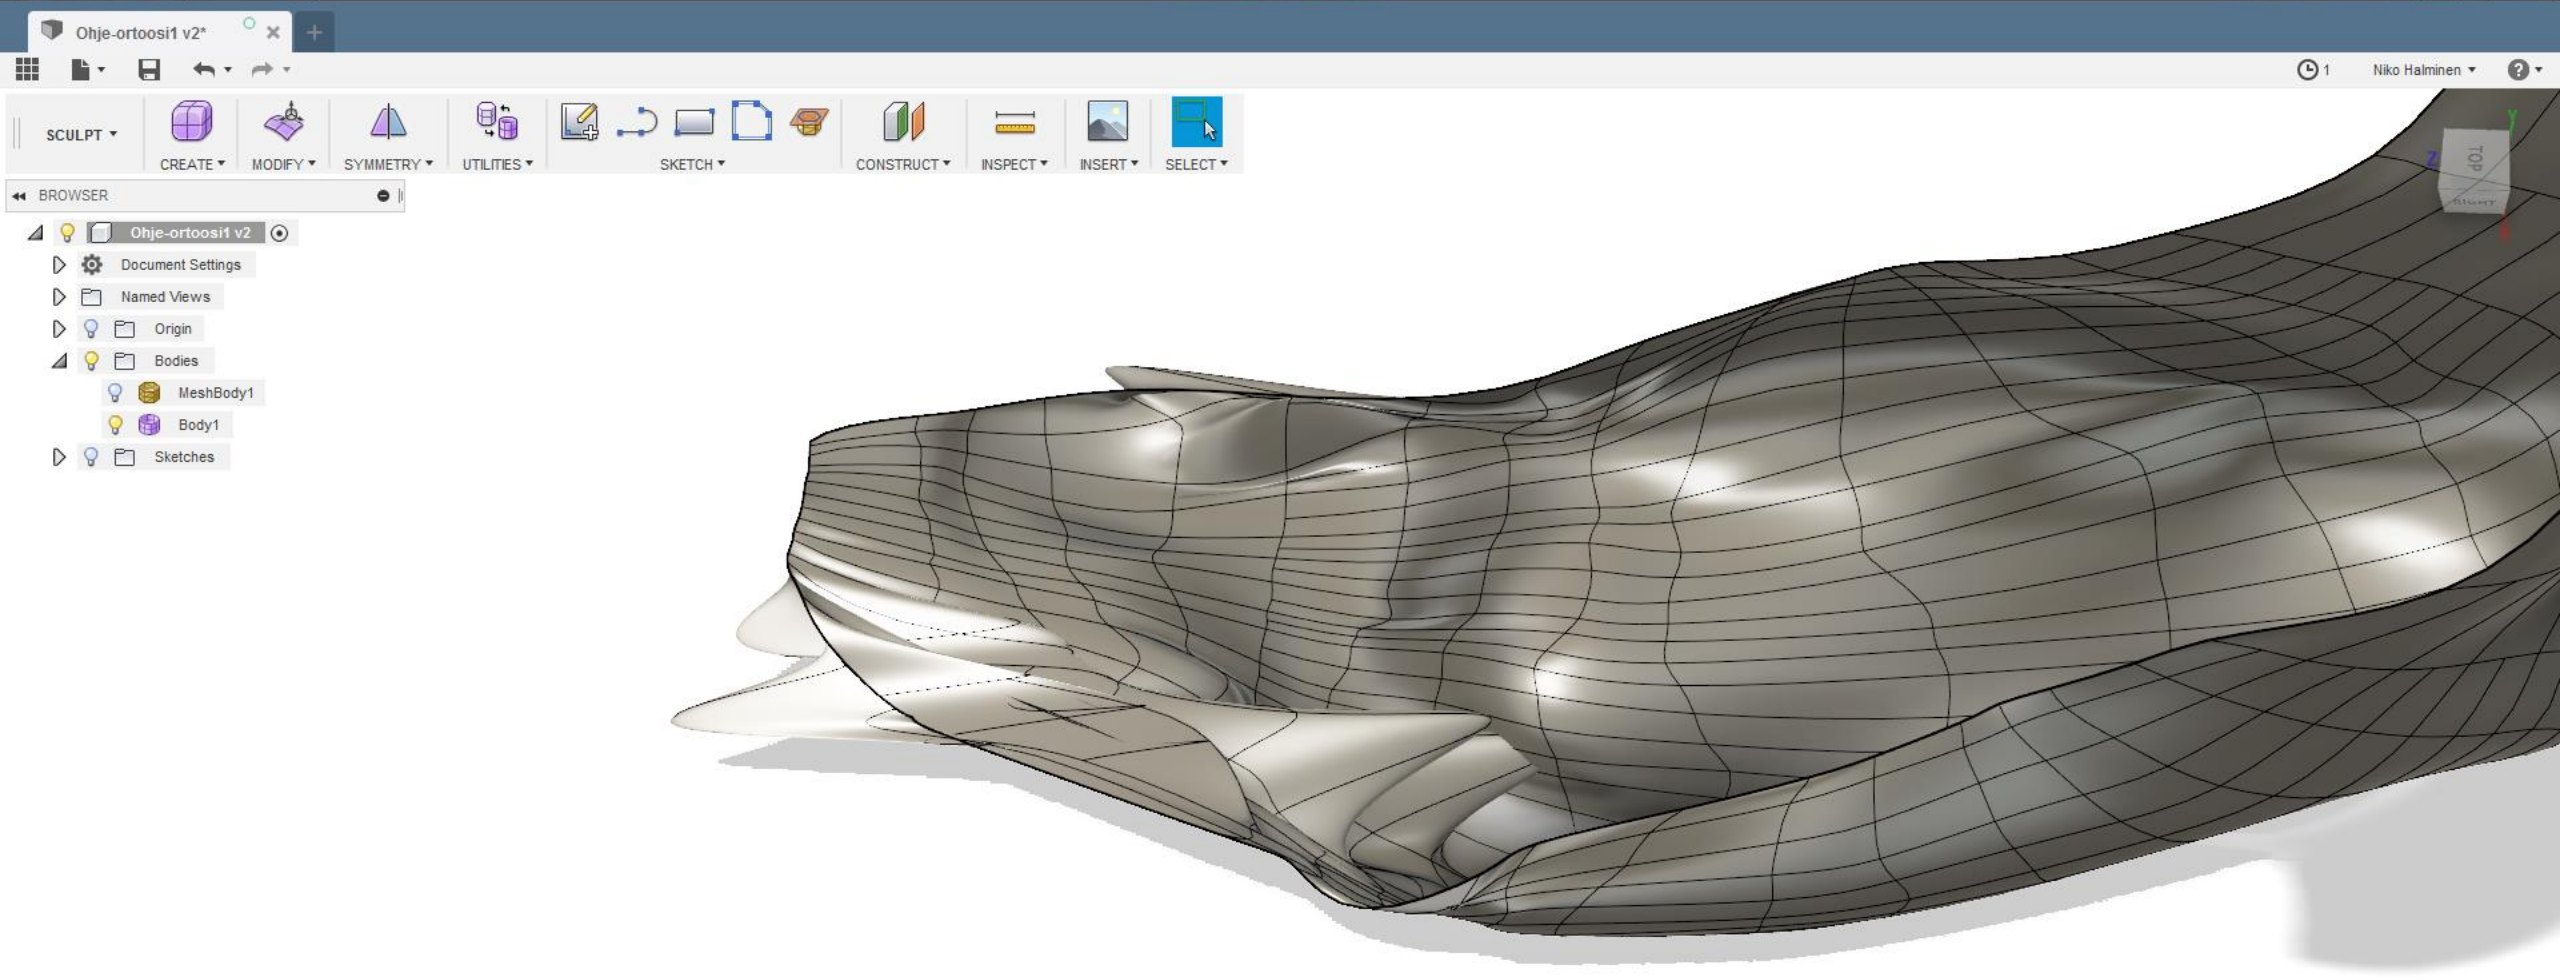 Ohje-ortoosi1 v2*
1 Niko Halminen
SCULPT
CREATE MODIFY SYMMETRY UTILITIES SKETCH CONSTRUCT INSPECT INSERT SELECT
BROWSER
Ohje-ortoosi1 v2
Document Settings
Named Views
Origin
Bodies
MeshBody1
Body1
Sketches
Y
Z
TOP
RIGHT
X